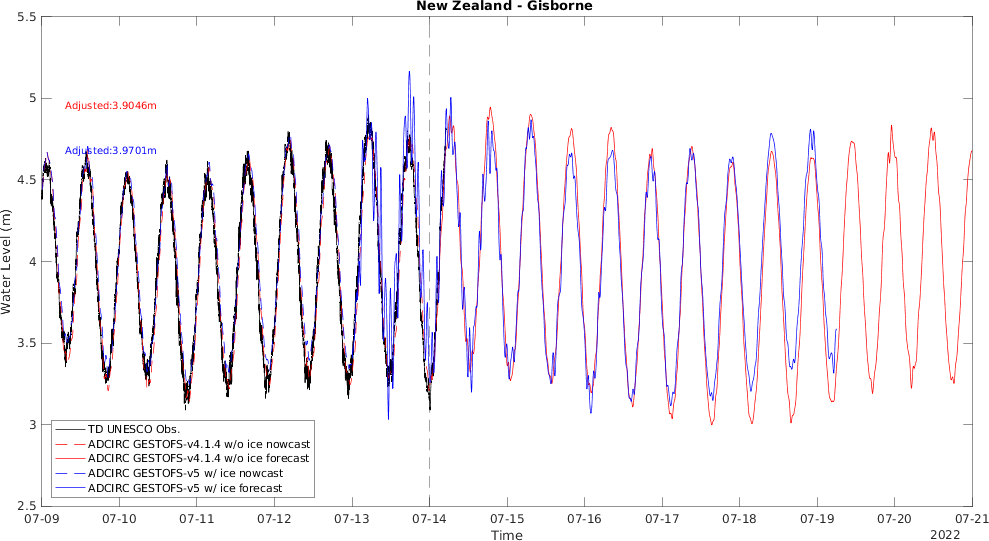 New Zealand - Gisborne
5.5
5
4.5
4
3.5
3
2.5
Water Level (m)
Adjusted:3.9046m
Adjusted:3.9701m
TD UNESCO Obs.
ADCIRC GESTOFS-v4.1.4 w/o ice nowcast
ADCIRC GESTOFS-v4.1.4 w/o ice forecast
ADCIRC GESTOFS-v5 w/ ice nowcast
ADCIRC GESTOFS-v5 w/ ice forecast
07-09 07-10 07-11 07-12 07-13 07-14 07-15 07-16 07-17 07-18 07-19 07-20 07-21
Time
2022